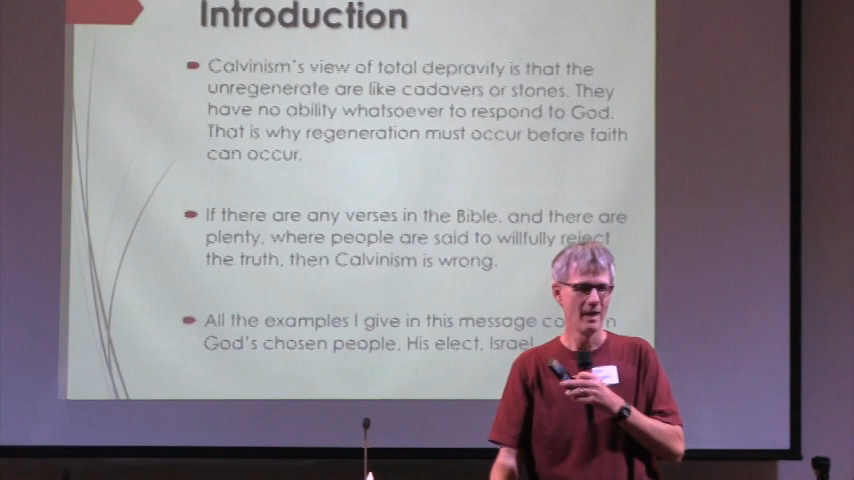 Introduction
Calvinism's view of total depravity is that the
unregenerate are like cadavers or stones. They
have no ability whatsoever to respond to God.
That is why regeneration must occur before faith
can occur.
If there are any verses in the Bible, and there are
plenty, where people are said to willfully reject
the truth, then Calvinism is wrong.
All the examples I give in this message
God's chosen people, His elect, Israel